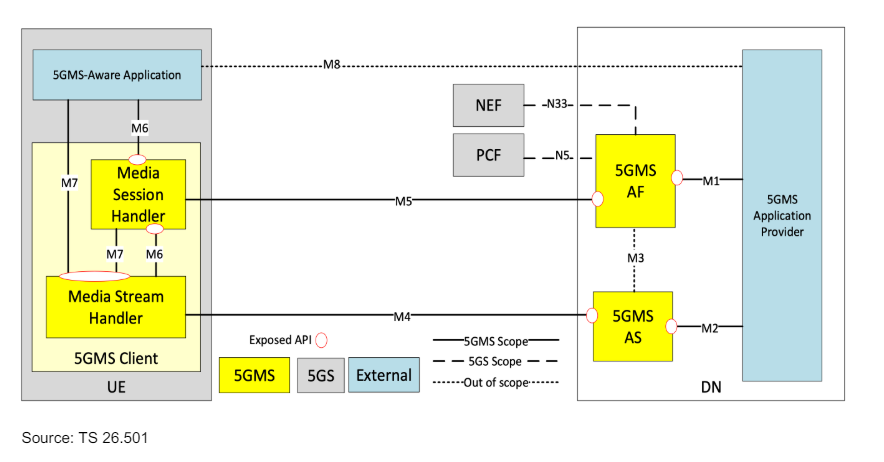 5GMS-Aware Application
M8
M6
M7
NEF
N33
PCF
N5
5GMS
AF
M1
5GMS
Application
Provider
Media
Session
Handler
M5
M7
M6
M3
Media Stream
Handler
M4
5GMS
AS
M2
5GMS Client
UE
Exposed API
5GMS
5GS
External
5GMS Scope
5GS Scope
Out of scope
DN
Source: TS 26.501